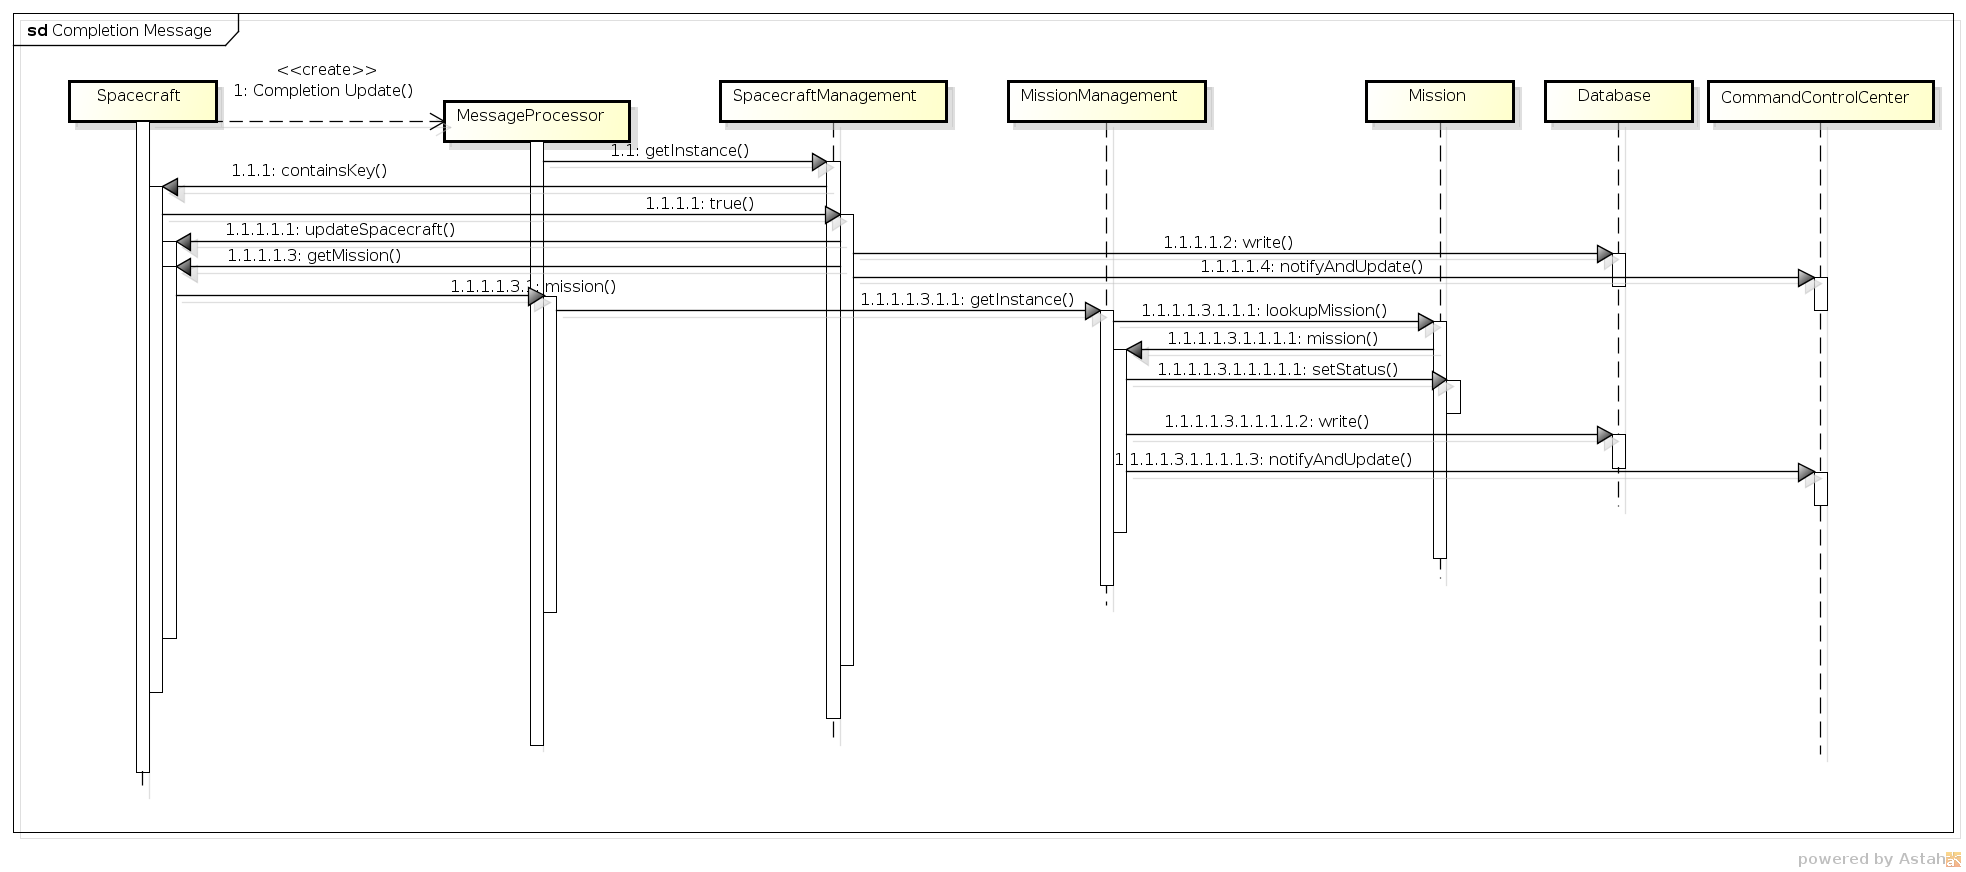 sd Completion Message
<<create>>
1: Completion Update()
Spacecraft
MessageProcessor
SpacecraftManagement
MissionManagement
Mission
Database
CommandControlCenter
1.1: getInstance()
1.1.1: containsKey()
1.1.1.1: true()
1.1.1.1.1: updateSpacecraft()
1.1.1.1.2: write()
1.1.1.1.3: getMission()
1.1.1.1.4: notifyAndUpdate()
1.1.1.1.3.1: mission()
1.1.1.1.3.1.1: getInstance()
1.1.1.1.3.1.1.1: lookupMission()
1.1.1.1.3.1.1.1.1: mission()
1.1.1.1.3.1.1.1.1.1: setStatus()
1.1.1.1.3.1.1.1.1.2: write()
1 1.1.1.3.1.1.1.1.3: notifyAndUpdate()
powered by Astah